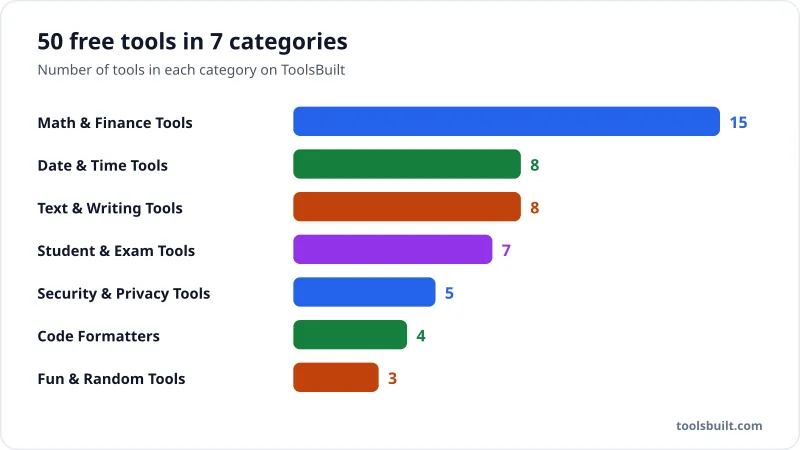 50 free tools in 7 categories
Number of tools in each category on ToolsBuilt
Math & Finance Tools 15
Date & Time Tools 8
Text & Writing Tools 8
Student & Exam Tools 7
Security & Privacy Tools 5
Code Formatters 4
Fun & Random Tools 3
toolsbuilt.com